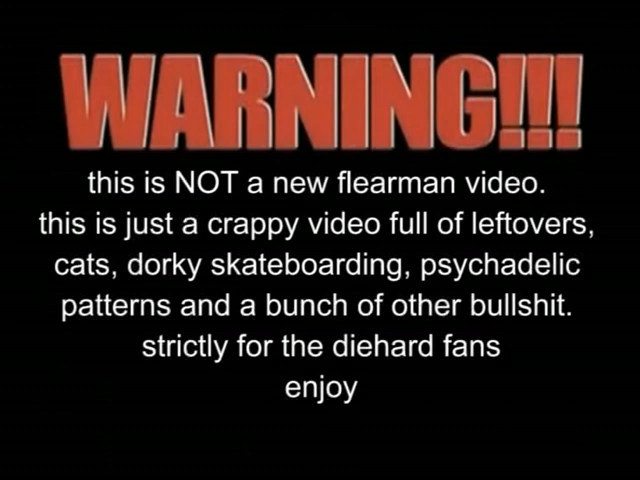 WARNING!!!
this is NOT a new flearman video.
this is just a crappy video full of leftovers,
cats, dorky skateboarding, psychadelic
patterns and a bunch of other bullshit.
strictly for the diehard fans
enjoy